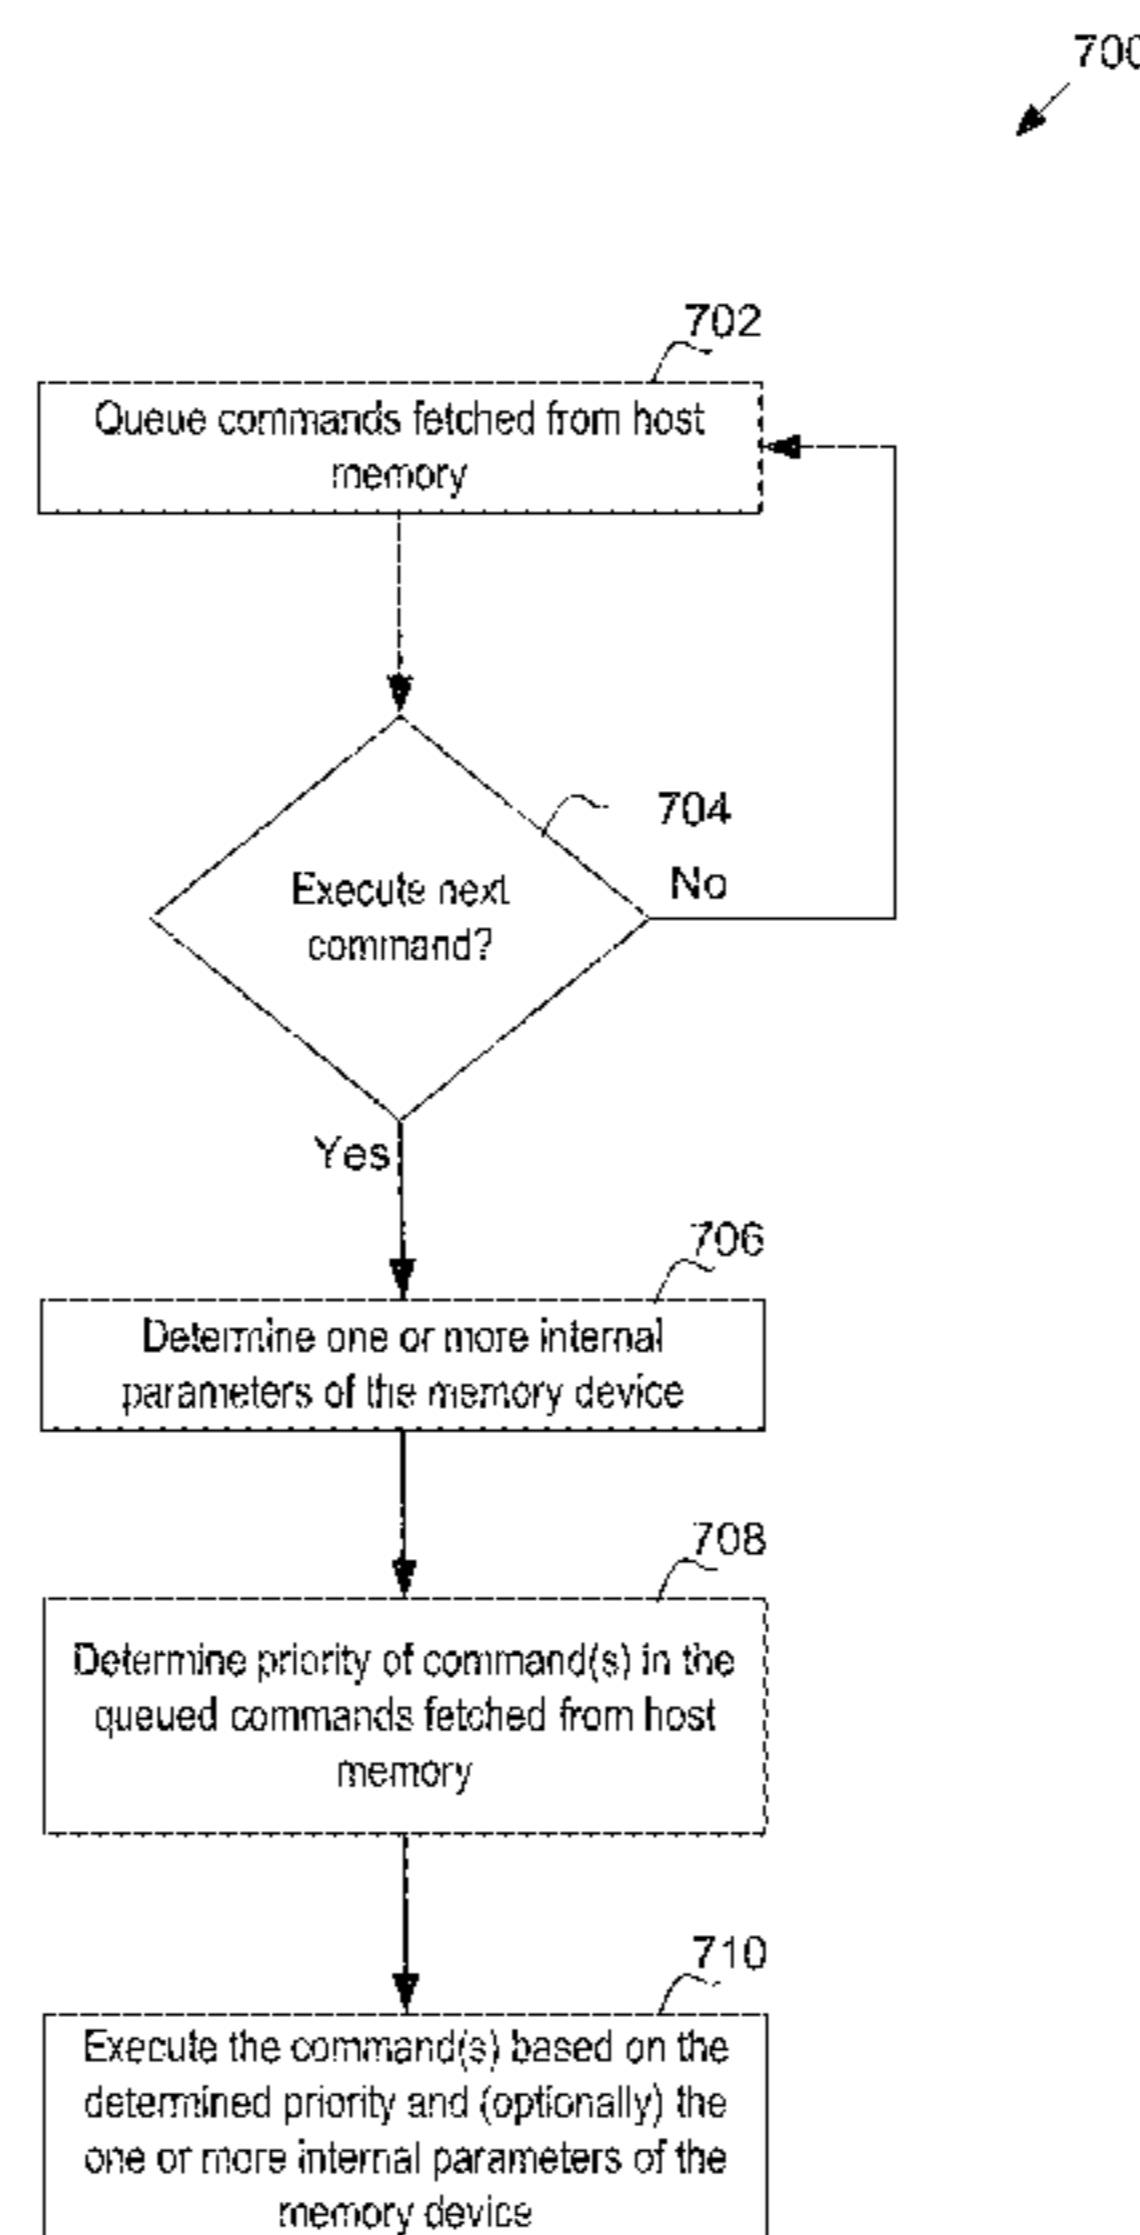 700
702
Queue commands fetched from host
memory
704
Execute next
command?
No
Yes
706
Determine one or more internal
parameters of the memory device
708
Determine priority of command(s) in the
queued commands fetched from host
memory
710
Execute the command(s) based on the
determined priority and (optionally) the
one or more internal parameters of the
memory device